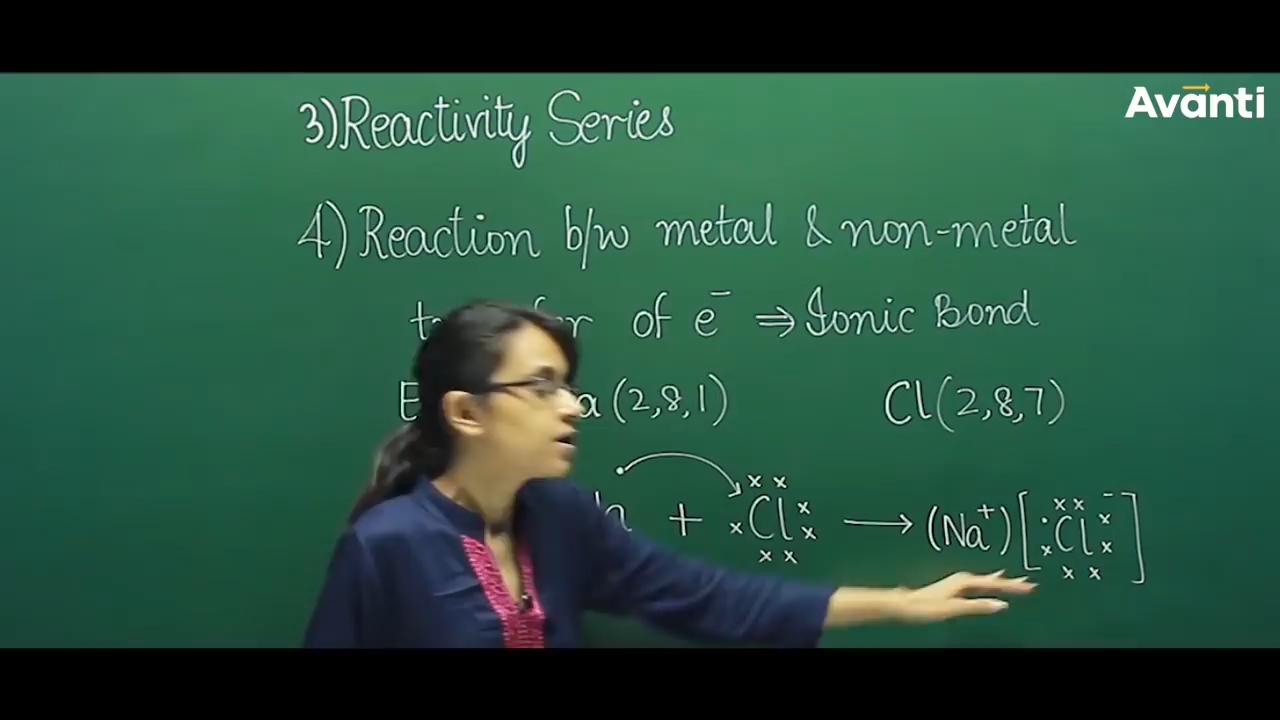 Avanti
3)Reactivity Series
4) Reaction b/w metal & non-metal
of e⁻ ⇒ Ionic Bond
(2,8,1) Cl(2,8,7)
+ Cl → (Na⁺)[Cl⁻]